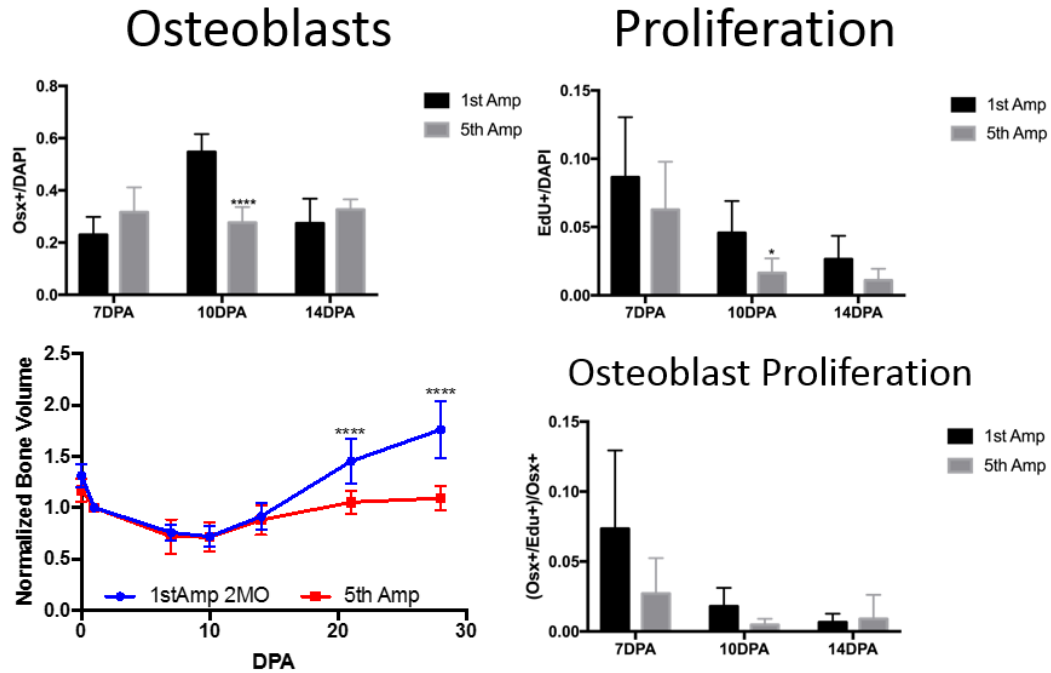 Osteoblasts
Osx+/DAPI
0.8
0.6
0.4
0.2
0.0
****
7DPA 10DPA 14DPA
1st Amp
5th Amp
Proliferation
EdU+/DAPI
0.15
0.10
0.05
0.00
*
7DPA 10DPA 14DPA
1st Amp
5th Amp
Normalized Bone Volume
2.5
2.0
1.5
1.0
0.5
0.0
****
****
1stAmp 2MO 5th Amp
0 10 20 30
DPA
Osteoblast Proliferation
(Osx+/Edu+)/Osx+
0.15
0.10
0.05
0.00
7DPA 10DPA 14DPA
1st Amp
5th Amp